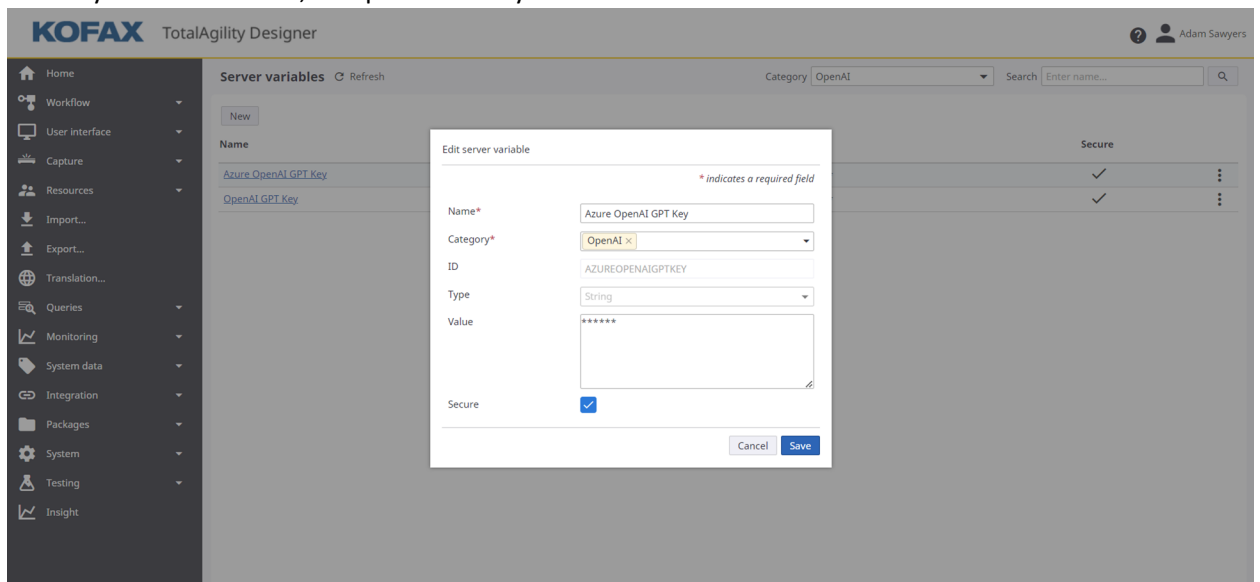 KOFAX TotalAgility Designer
Adam Sawyers
Home
Workflow
User interface
Capture
Resources
Import...
Export...
Translation...
Queries
Monitoring
System data
Integration
Packages
System
Testing
Insight
Server variables Refresh
Category OpenAI
Search Enter name...
New
Name
Secure
Azure OpenAI GPT Key
OpenAI GPT Key
Edit server variable
* indicates a required field
Name* Azure OpenAI GPT Key
Category* OpenAI ×
ID AZUREOPENAIGPTKEY
Type String
Value ******
Secure
Cancel Save